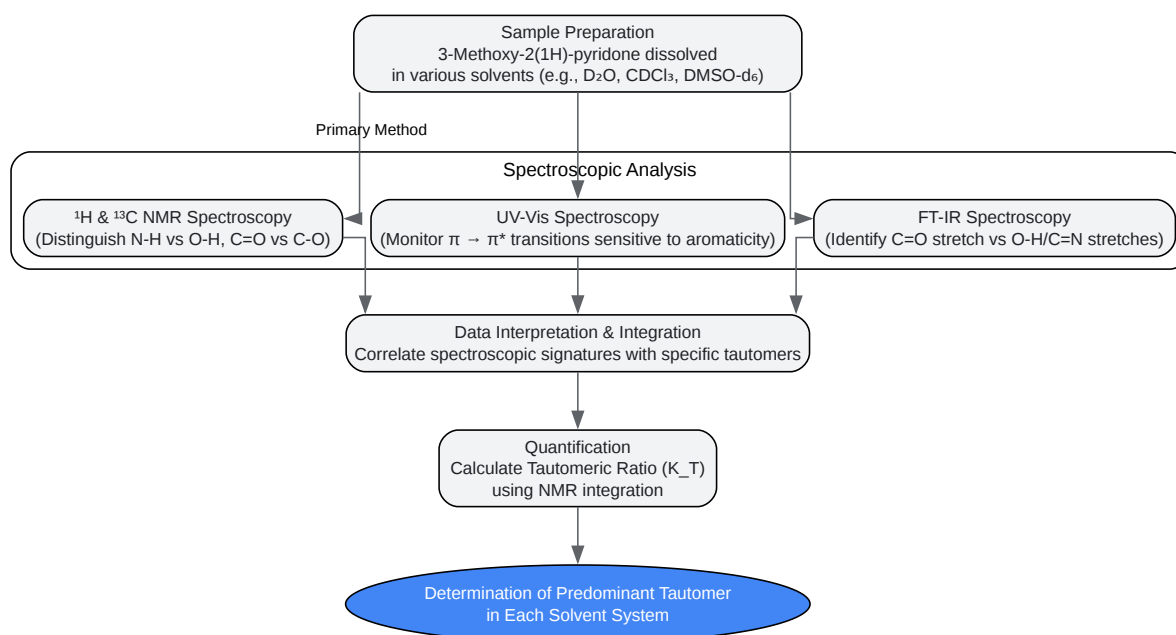 Sample Preparation
3-Methoxy-2(1H)-pyridone dissolved
in various solvents (e.g., D₂O, CDCl₃, DMSO-d₆)
Primary Method
Spectroscopic Analysis
¹H & ¹³C NMR Spectroscopy
(Distinguish N-H vs O-H, C=O vs C-O)
UV-Vis Spectroscopy
(Monitor π → π* transitions sensitive to aromaticity)
FT-IR Spectroscopy
(Identify C=O stretch vs O-H/C=N stretches)
Data Interpretation & Integration
Correlate spectroscopic signatures with specific tautomers
Quantification
Calculate Tautomeric Ratio (K_T)
using NMR integration
Determination of Predominant Tautomer
in Each Solvent System